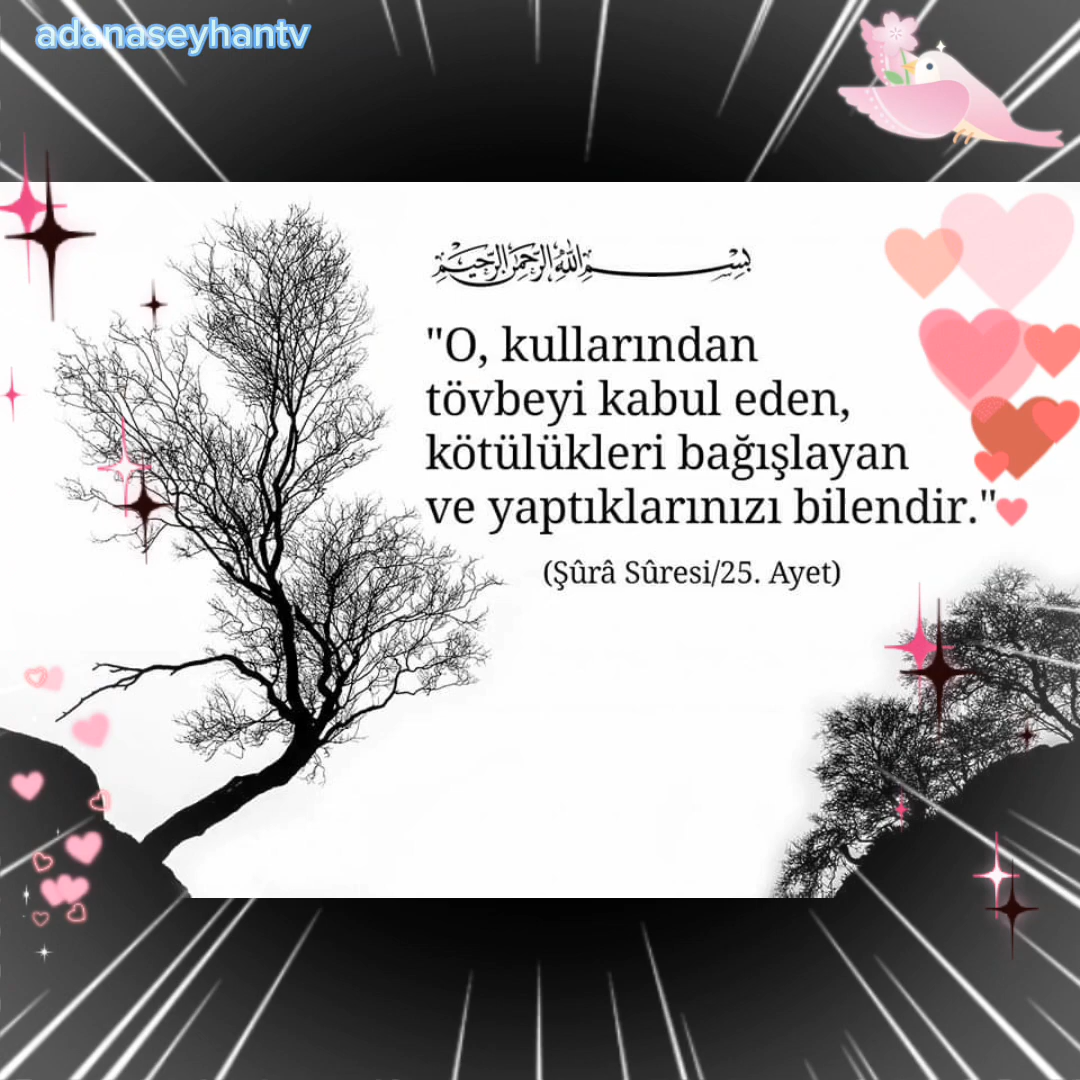 adanaseyhantv
بسم الله الرحمن الرحيم
"O, kullarından
tövbeyi kabul eden,
kötülükleri bağışlayan
ve yaptıklarınızı bilendir."
(Şûrâ Sûresi/25. Ayet)